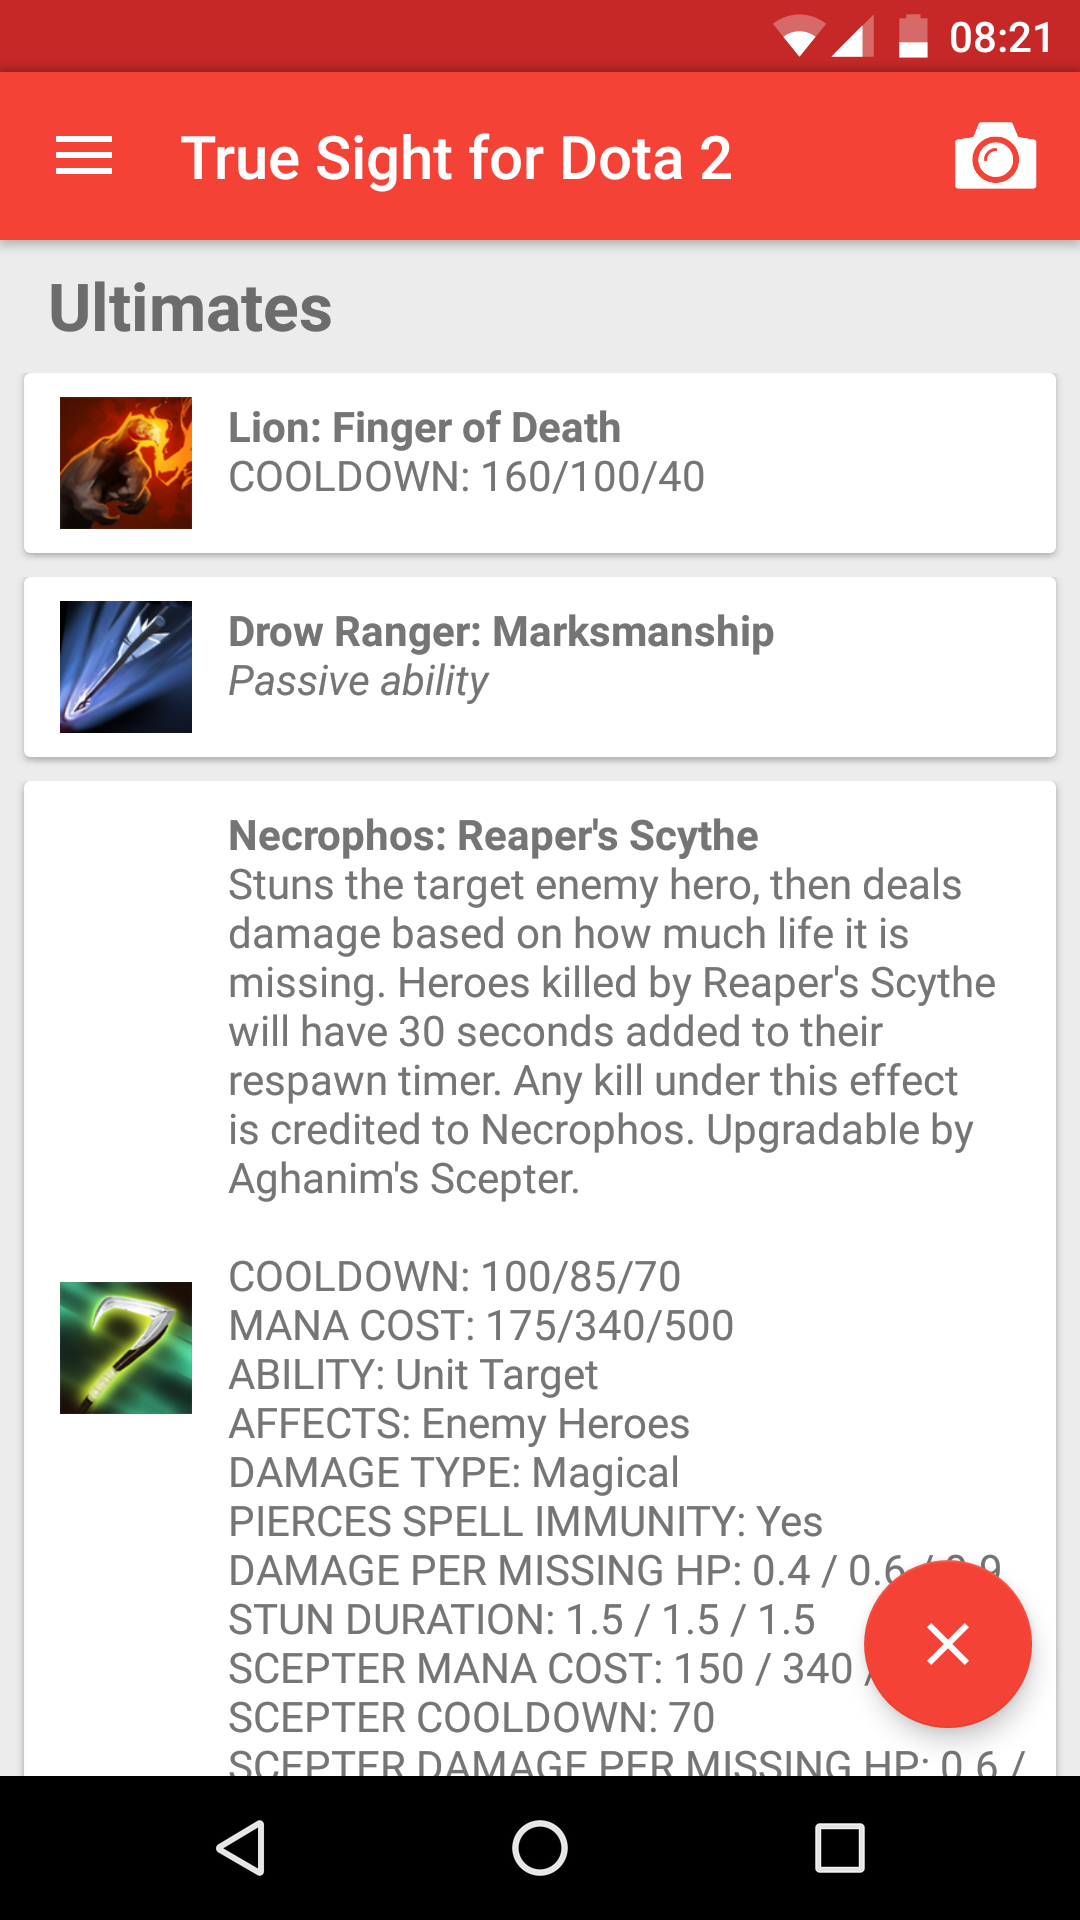 08:21
True Sight for Dota 2
Ultimates
Lion: Finger of Death
COOLDOWN: 160/100/40
Drow Ranger: Marksmanship
Passive ability
Necrophos: Reaper's Scythe
Stuns the target enemy hero, then deals
damage based on how much life it is
missing. Heroes killed by Reaper's Scythe
will have 30 seconds added to their
respawn timer. Any kill under this effect
is credited to Necrophos. Upgradable by
Aghanim's Scepter.
COOLDOWN: 100/85/70
MANA COST: 175/340/500
ABILITY: Unit Target
AFFECTS: Enemy Heroes
DAMAGE TYPE: Magical
PIERCES SPELL IMMUNITY: Yes
DAMAGE PER MISSING HP: 0.4 / 0.6 /
STUN DURATION: 1.5 / 1.5 / 1.5
SCEPTER MANA COST: 150 / 340 /
SCEPTER COOLDOWN: 70
SCEPTER DAMAGE PER MISSING HP: 0.6 /